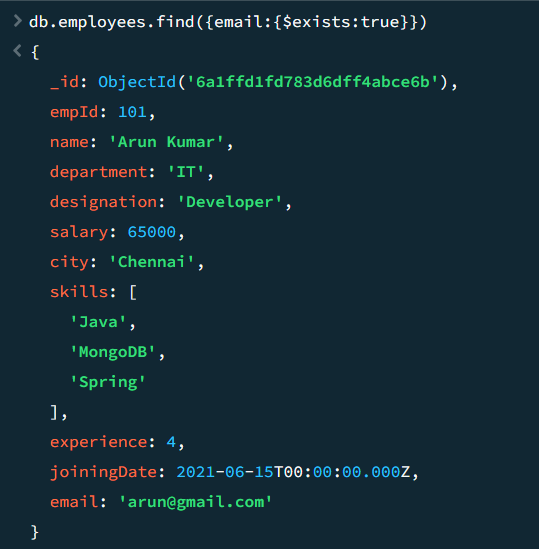 db.employees.find({email:{$exists:true}})
{
_id: ObjectId('6a1ffd1fd783d6dff4abce6b'),
empId: 101,
name: 'Arun Kumar',
department: 'IT',
designation: 'Developer',
salary: 65000,
city: 'Chennai',
skills: [
'Java',
'MongoDB',
'Spring'
],
experience: 4,
joiningDate: 2021-06-15T00:00:00.000Z,
email: 'arun@gmail.com'
}